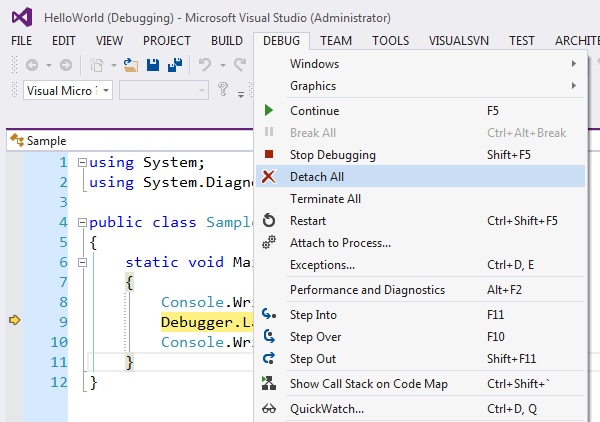 HelloWorld (Debugging) - Microsoft Visual Studio (Administrator)
FILE EDIT VIEW PROJECT BUILD DEBUG TEAM TOOLS VISUALSVN TEST ARCHITE
Visual Micro
Windows
Graphics
Continue F5
Break All Ctrl+Alt+Break
Stop Debugging Shift+F5
Detach All
Terminate All
Restart Ctrl+Shift+F5
Attach to Process...
Exceptions... Ctrl+D, E
Performance and Diagnostics Alt+F2
Step Into F11
Step Over F10
Step Out Shift+F11
Show Call Stack on Code Map Ctrl+Shift+`
QuickWatch... Ctrl+D, Q
Sample
1 using System;
2 using System.Diagn
3
4 public class Sample
5 {
6 static void Ma
7 {
8 Console.Wr
9 Debugger.La
10 Console.Wr
11 }
12 }